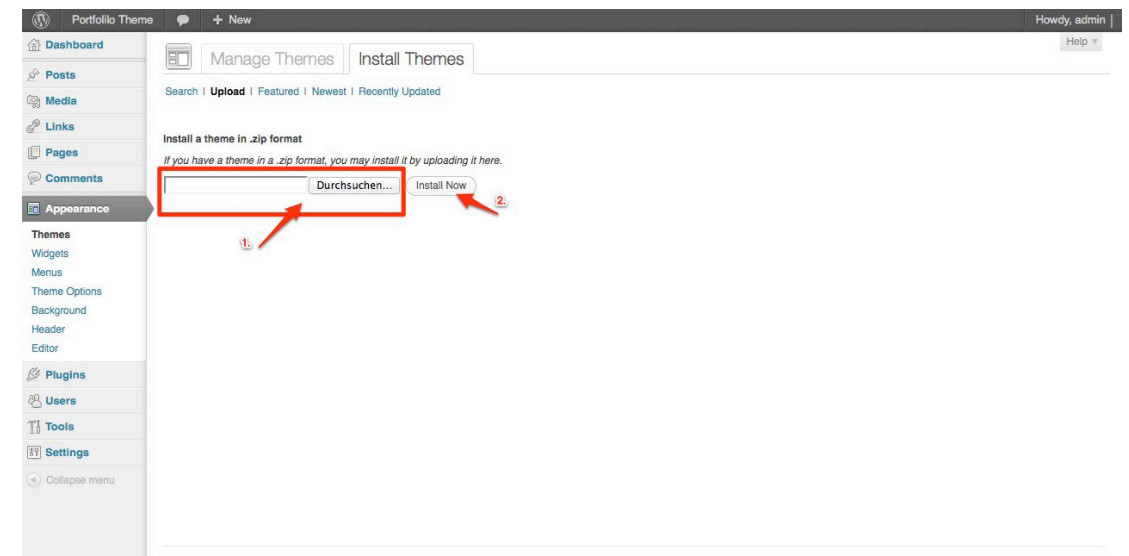 Portfolilo Theme + New Howdy, admin
Help
Dashboard
Posts
Media
Links
Pages
Comments
Appearance
Themes
Widgets
Menus
Theme Options
Background
Header
Editor
Plugins
Users
Tools
Settings
Collapse menu
Manage Themes Install Themes
Search | Upload | Featured | Newest | Recently Updated
Install a theme in .zip format
If you have a theme in a .zip format, you may install it by uploading it here.
Durchsuchen... Install Now
2.
1.